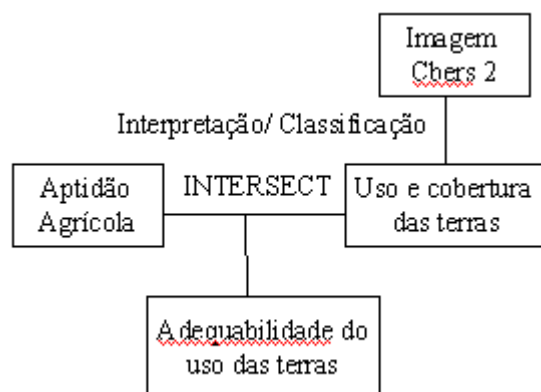 Imagem
Cbers 2
Interpretação/ Classificação
Aptidão
Agrícola
INTERSECT
Uso e cobertura
das terras
Adequabilidade do
uso das terras